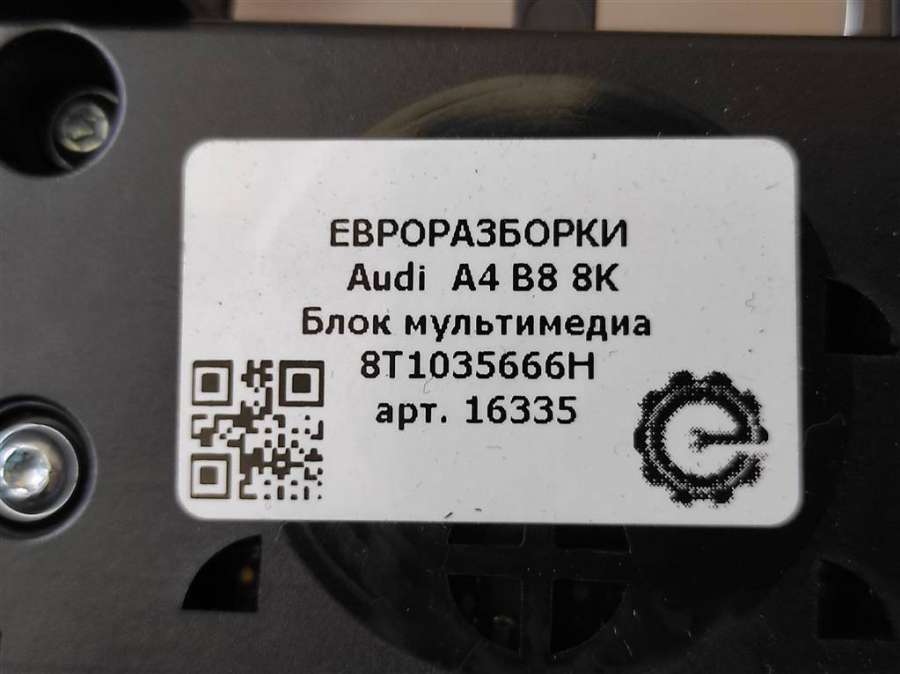 ЕВРОРАЗБОРКИ
Audi A4 B8 8K
Блок мультимедиа
8T1035666H
арт. 16335